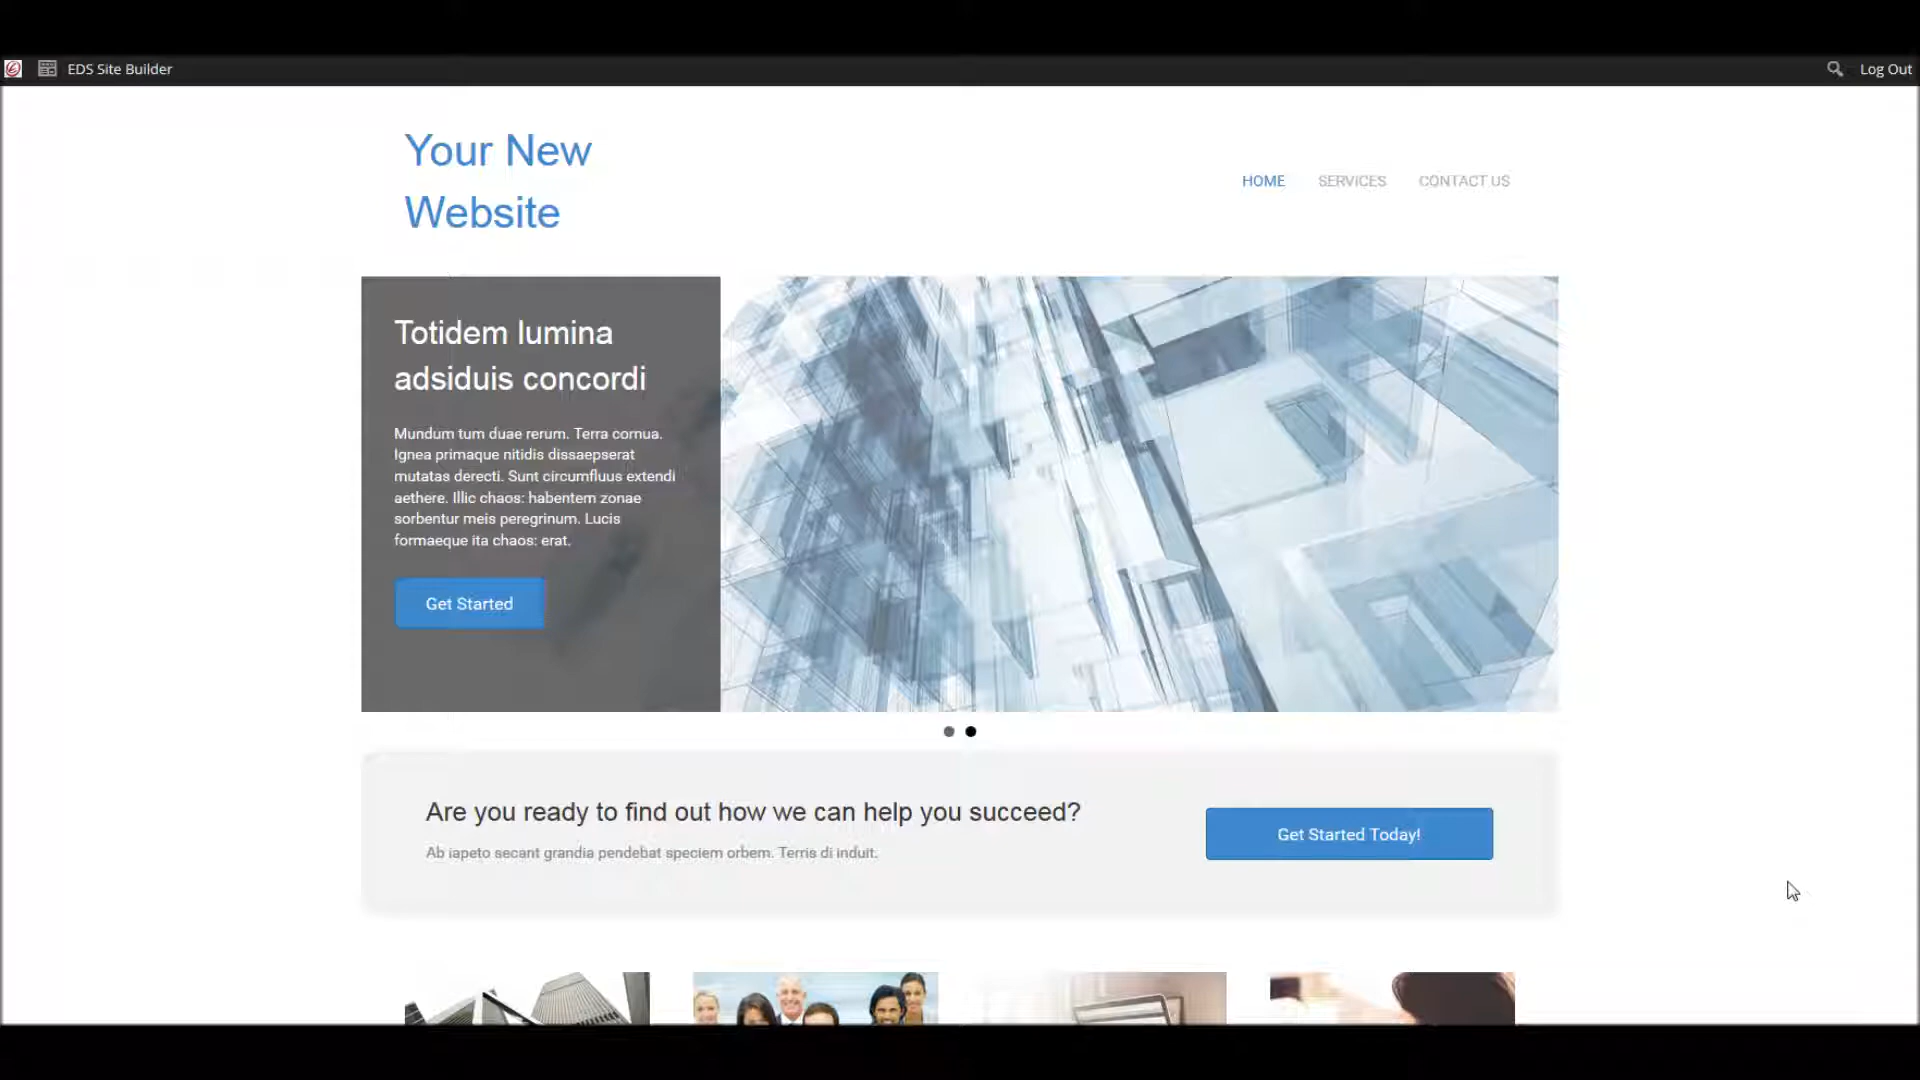 EDS Site Builder
Log Out
Your New
Website
HOME
SERVICES
CONTACT US
Totidem lumina
adsiduis concordi
Mundum tum duae rerum. Terra cornua.
Ignea primaque nitidis dissaepserat
mutatas derecti. Sunt circumfluus extendi
aethere. Illic chaos: habentem zonae
sorbentur meis peregrinum. Lucis
formaeque ita chaos: erat.
Get Started
Are you ready to find out how we can help you succeed?
Ab iapeto secant grandia pendebat speciem orbem. Terris di induit.
Get Started Today!